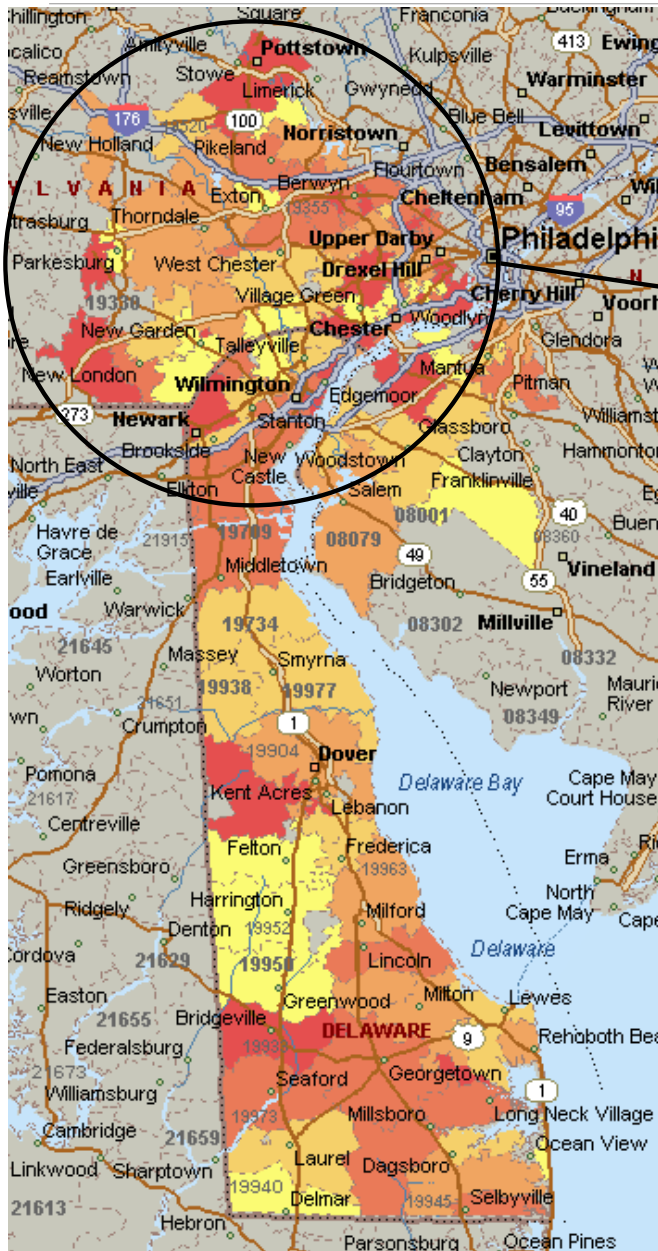 Shillington
Square
Franconia
Buckingham
413
Ewing
ocalico
Amityville
Pottstown
Kulpsville
Stowe
Reamstown
Limerick
Warminster
Gwynedd
sville
176
19520
100
Blue Bell
Levittown
Norristown
New Holland
Pikeland
Flourtown
Bensalem
YLVANIA
Berwyn
Cheltenham
Exton
19355
95
trasburg
Thorndale
Upper Darby
Philadelphi
Parkesburg
West Chester
Drexel Hill
N
19330
Village Green
Cherry Hill
Voorh
Chester
Woodlyn
New Garden
Glendora
Talleyville
Mantua
New London
Wilmington
Edgemoor
Pitman
273
Newark
Stanton
Glassboro
Williamst
Brookside
New
Castle
Woodstown
Clayton
Hammonton
North East
ville
Elkton
Salem
Franklinville
Havre de
Grace
21915
19709
08001
40
08079
08360
Buen
Earlville
Middletown
49
Vineland
55
Bridgeton
ood
Warwick
19734
08302
Millville
21645
Massey
08332
Worton
Smyrna
19938
19977
Newport
Mauric
River
21651
08349
wn
Crumpton
1
19904
Dover
Pomona
Delaware Bay
Cape May
Court House
21617
Kent Acres
Lebanon
Centreville
Felton
Frederica
Erma
Greensboro
19963
Harrington
North
Cape May
Ridgely
Milford
Denton
19952
Cordova
21629
19950
Lincoln
Delaware
Easton
Greenwood
Milton
Lewes
21655
Bridgeville
DELAWARE
9
Rehoboth Bea
Federalsburg
19933
21673
Georgetown
Seaford
1
Williamsburg
Long Neck Village
19973
Millsboro
Cambridge
21659
Ocean View
Linkwood
Sharptown
Laurel
Dagsboro
19940
19945
21613
Delmar
Selbyville
Hebron
Parsonsburg
Ocean Pines